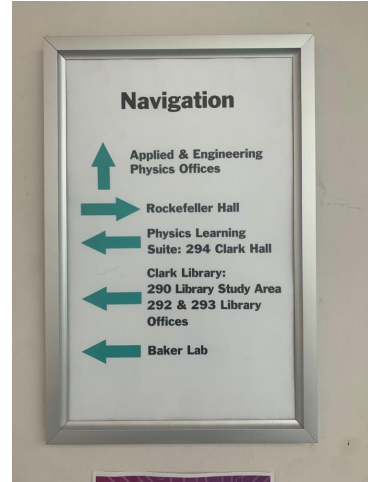 Navigation
Applied & Engineering
Physics Offices
Rockefeller Hall
Physics Learning
Suite: 294 Clark Hall
Clark Library:
290 Library Study Area
292 & 293 Library
Offices
Baker Lab